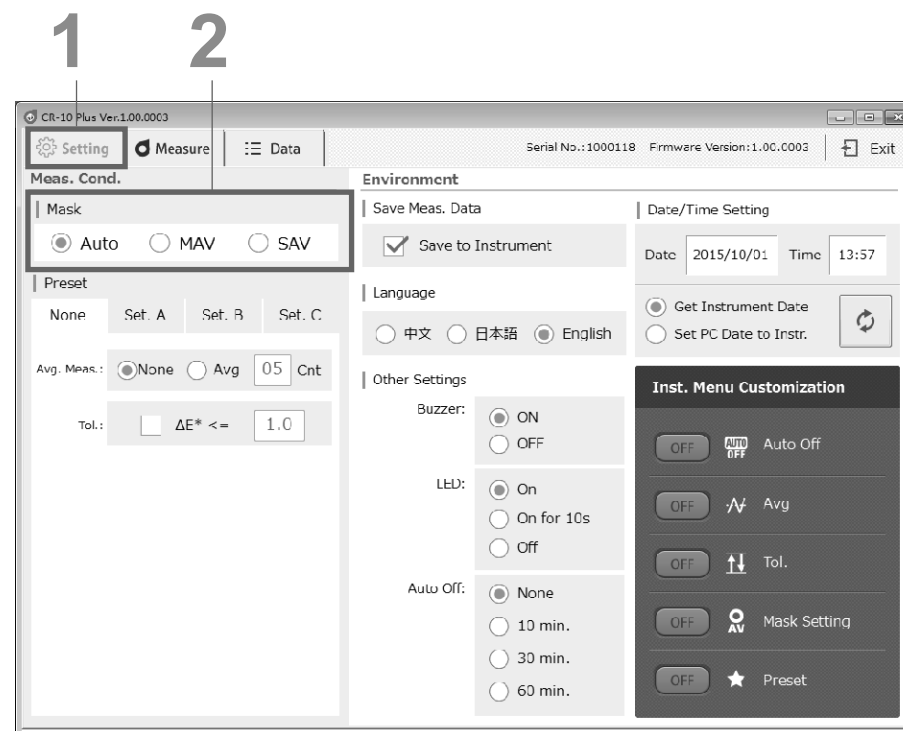 1 2
CR-10 Plus Ver.1.00.0003
Setting Measure Data Serial No.:1000118 Firmware Version:1.00.0003 Exit
Meas. Cond.
Mask
Auto MAV SAV
Preset
None Set. A Set. B Set. C
Avg. Meas.: None Avg 05 Cnt
Tol.: ΔE* <= 1.0
Environment
Save Meas. Data
Save to Instrument
Language
中文 日本語 English
Other Settings
Buzzer: ON
OFF
LED: On
On for 10s
Off
Auto Off: None
10 min.
30 min.
60 min.
Date/Time Setting
Date 2015/10/01 Time 13:57
Get Instrument Date
Set PC Date to Instr.
Inst. Menu Customization
OFF AUTO OFF Auto Off
OFF Avg
OFF Tol.
OFF AV Mask Setting
OFF Preset